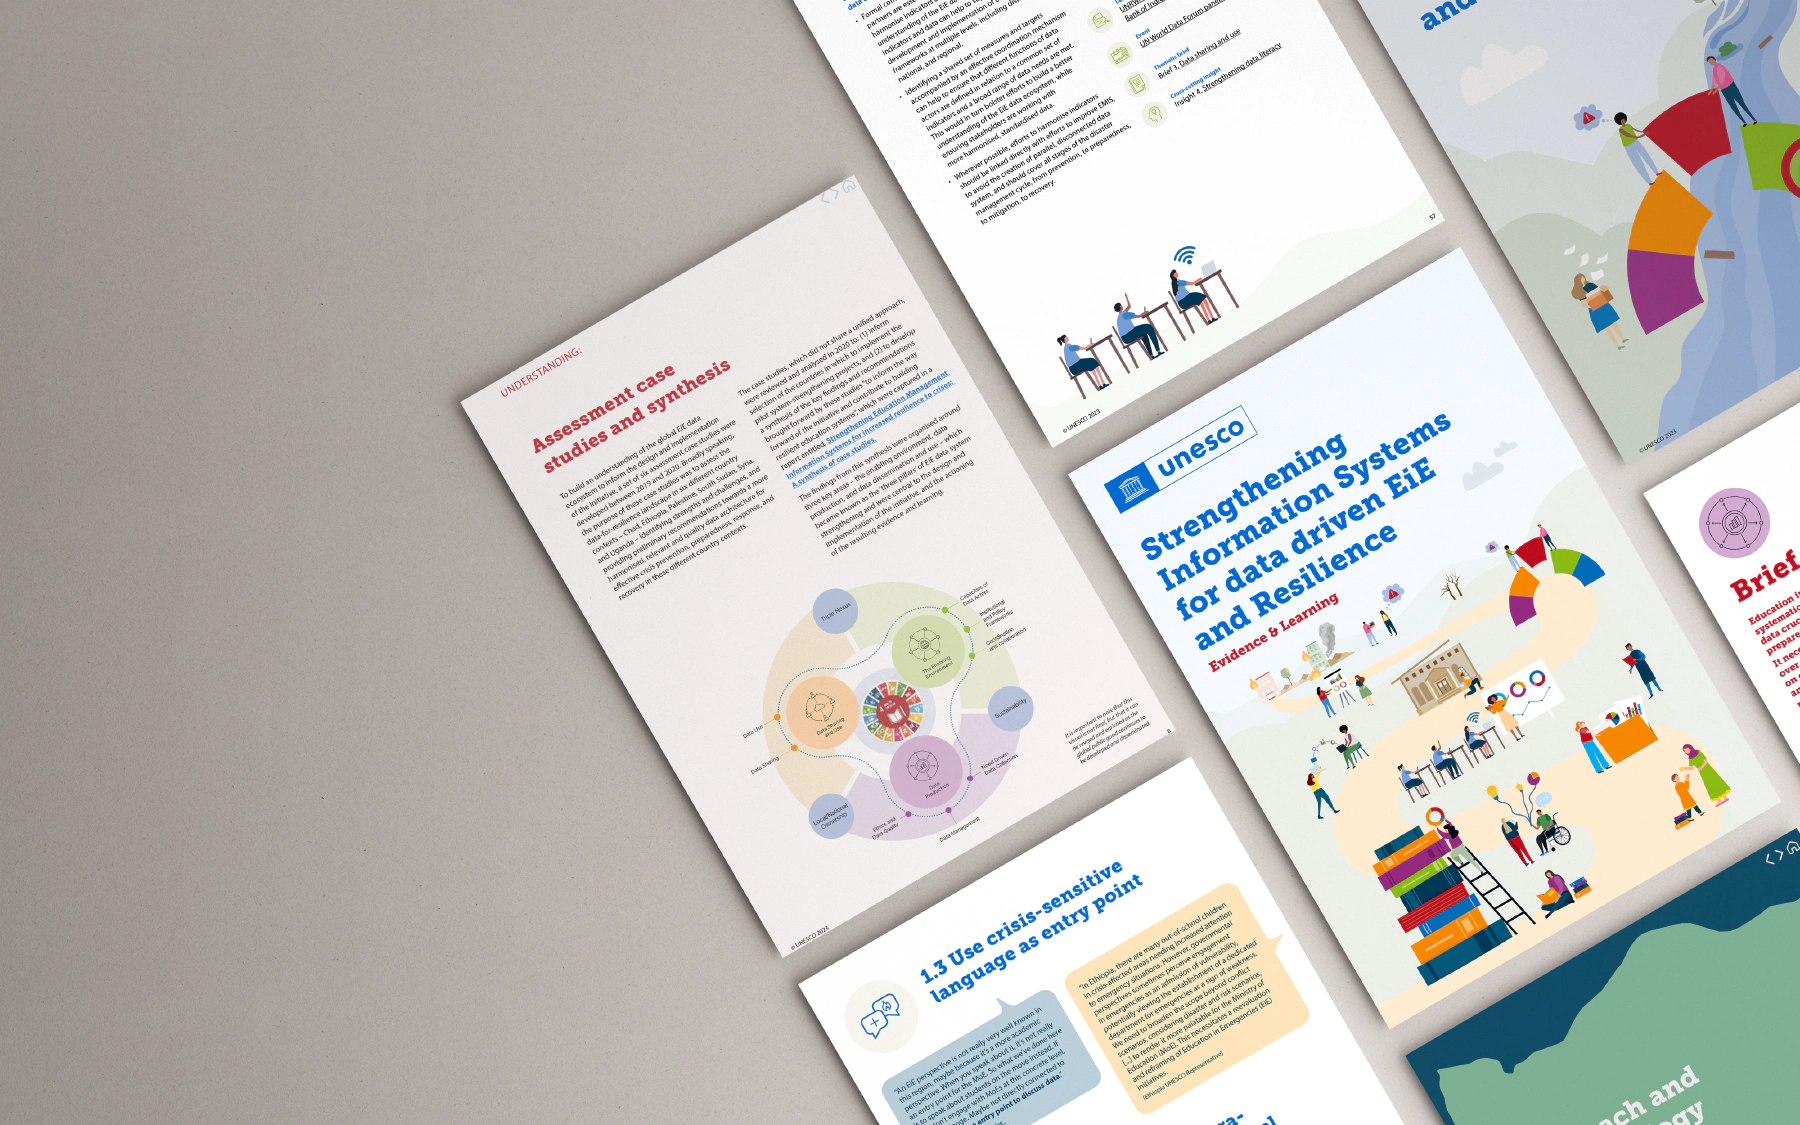 data
• Formal
partners are
harmonise indicators
understanding of the EiE data
indicators and data can help to
development and implementation of
frameworks at multiple levels, including
national, and regional.
• Identifying a shared set of measures and targets
accompanied by an effective coordination mechanism
can help to ensure that different functions of data
actors are defined in relation to a common set of
indicators and a broad range of data needs are met.
This would in turn bolster efforts to build a better
understanding of the EiE data ecosystem, while
ensuring stakeholders are working with
more harmonised, standardised data.
• Wherever possible, efforts to harmonise indicators
should be linked directly with efforts to improve EMIS,
to avoid the creation of parallel, disconnected data
system, and should cover all stages of the disaster
management cycle, from prevention, to preparedness,
to mitigation, to recovery.
Bank of
Event
UN World Data Forum panel
Thematic brief
Brief 3, Data sharing and use
Cross-cutting insight
Insight 4, Strengthening data literacy
57
© UNESCO 2023
and
© UNESCO 2023
UNDERSTANDING:
Assessment case
studies and synthesis
To build an understanding of the global EiE data
ecosystem to inform the design and implementation
of the initiative, a set of six assessment case studies were
developed between 2019 and 2020. Broadly speaking,
the purpose of these case studies was to assess the
data-for-resilience landscape in six different country
contexts – Chad, Ethiopia, Palestine, South Sudan, Syria,
and Uganda – identifying strengths and challenges, and
providing preliminary recommendations towards a more
harmonised, relevant and quality data architecture for
effective crisis prevention, preparedness, response, and
recovery in these different country contexts.
The case studies, which did not share a unified approach,
were reviewed and analysed in 2020 to: (1) inform
selection of the countries in which to implement the
pilot system-strengthening projects, and (2) to develop
a synthesis of the key findings and recommendations
brought forward by these studies "to inform the way
forward of the initiative and contribute to building
resilient education systems", which were captured in a
report entitled, Strengthening Education Management
Information Systems for increased resilience to crises:
A synthesis of case studies.
The findings from this synthesis were organised around
three key areas – the enabling environment, data
production, and data dissemination and use – which
became known as the 'three pillars' of EiE data system
strengthening and were central to the design and
implementation of the initiative, and the actioning
of the resulting evidence and learning.
Triple Nexus
Capacities of
Data Actors
Institutional
and Policy
Frameworks
Coordination
and collaboration
The Enabling
Environment
Sustainability
Data Use
Data Sharing
and Use
Data Sharing
Data
Production
Need Driven
Data Collection
Local/National
Ownership
Ethics and
Data Quality
Data Management
It is important to note that this
visual is not final, but that it can
be revised and enriched as the
global public good continues to
be developed and disseminated.
8
© UNESCO 2023
unesco
Strengthening
Information Systems
for data driven EiE
and Resilience
Evidence & Learning
Brief
Education in
systematic
data cruc
prepare
It nece
over
on
1.3 Use crisis-sensitive
language as entry point
"An EiE perspective is not really very well known in
this region, maybe because it's a more academic
perspective. When you speak about it, it's not really
an entry point for the MoE. So what we've done here
is to speak about students on the move instead. If
don't engage with MoEs at this concrete level,
nge. Maybe not directly connected to
entry point to discuss data."
"In Ethiopia, there are many out-of-school children
in crisis-affected areas needing increased attention
to emergency situations. However, governmental
perspectives sometimes perceive engagement
in emergencies as an admission of vulnerability,
potentially viewing the establishment of a dedicated
department for emergencies as a sign of weakness.
We need to broaden the scope beyond conflict
scenarios, considering disaster and risk scenarios,
[...] to render it more palatable for the Ministry of
Education (MoE). This necessitates a reevaluation
and reframing of Education in Emergencies (EiE)
initiatives.
(Ethiopia UNESCO Representative)
ach and
gy